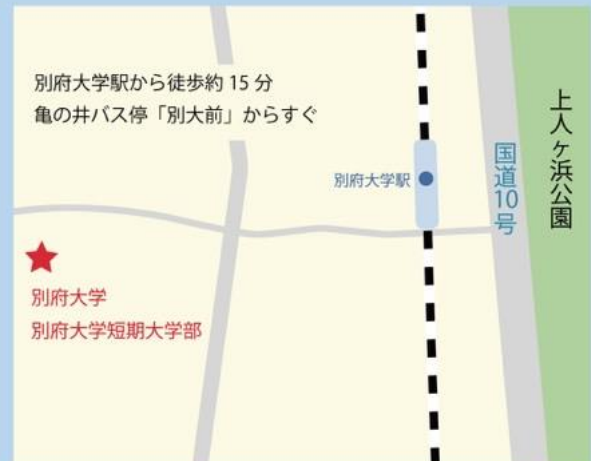 別府大学駅から徒歩約 15 分
亀の井バス停「別大前」からすぐ
別府大学駅
国道10号
上人ヶ浜公園
別府大学
別府大学短期大学部